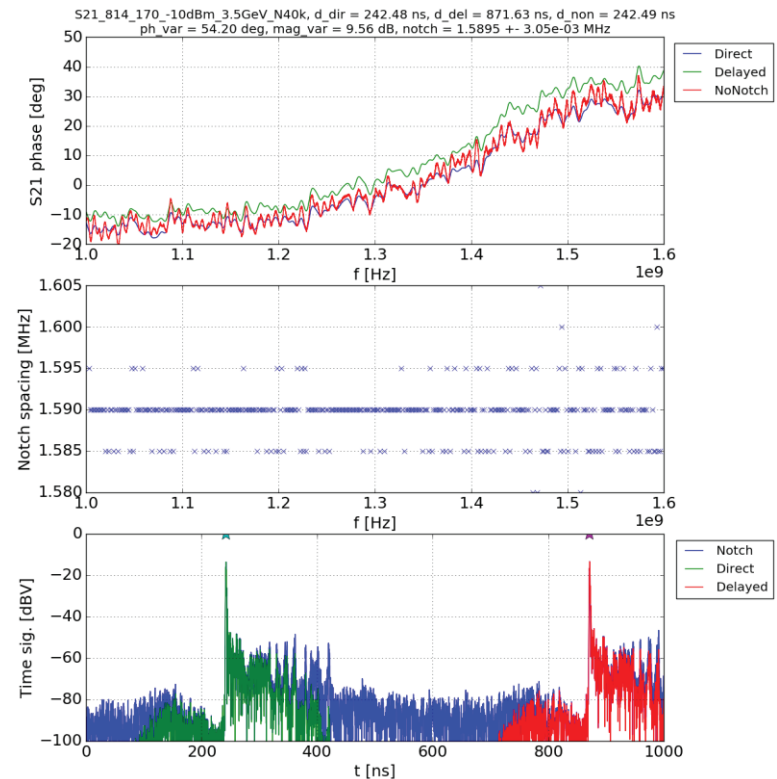 S21_814_170_-10dBm_3.5GeV_N40k, d_dir = 242.48 ns, d_del = 871.63 ns, d_non = 242.49 ns
ph_var = 54.20 deg, mag_var = 9.56 dB, notch = 1.5895 +- 3.05e-03 MHz
S21 phase [deg]
50
40
30
20
10
0
−10
−20
1.0 1.1 1.2 1.3 1.4 1.5 1.6
f [Hz] 1e9
Direct
Delayed
NoNotch
Notch spacing [MHz]
1.605
1.600
1.595
1.590
1.585
1.580
1.0 1.1 1.2 1.3 1.4 1.5 1.6
f [Hz] 1e9
Time sig. [dBV]
0
−20
−40
−60
−80
−100
0 200 400 600 800 1000
t [ns]
Notch
Direct
Delayed